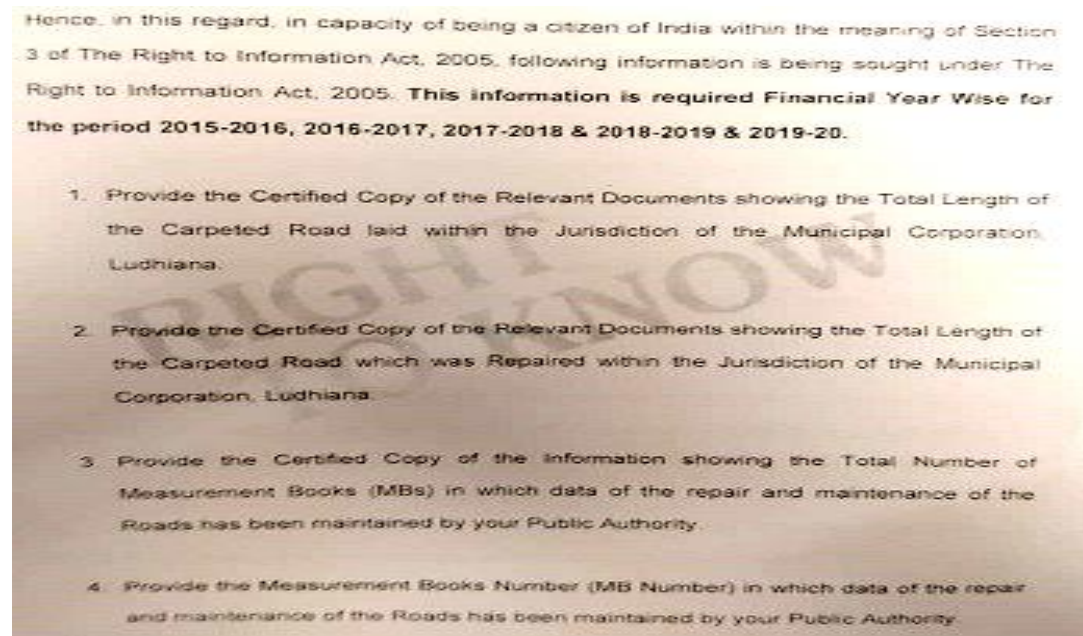 Hence, in this regard, in capacity of being a citizen of India within the meaning of Section
3 of The Right to Information Act, 2005, following information is being sought under The
Right to Information Act, 2005. This information is required Financial Year Wise for
the period 2015-2016, 2016-2017, 2017-2018 & 2018-2019 & 2019-20.
1. Provide the Certified Copy of the Relevant Documents showing the Total Length of
the Carpeted Road laid within the Jurisdiction of the Municipal Corporation,
Ludhiana.
RIGHT
TO KNOW
2. Provide the Certified Copy of the Relevant Documents showing the Total Length of
the Carpeted Road which was Repaired within the Jurisdiction of the Municipal
Corporation, Ludhiana.
3. Provide the Certified Copy of the Information showing the Total Number of
Measurement Books (MBs) in which data of the repair and maintenance of the
Roads has been maintained by your Public Authority.
4. Provide the Measurement Books Number (MB Number) in which data of the repair
and maintenance of the Roads has been maintained by your Public Authority